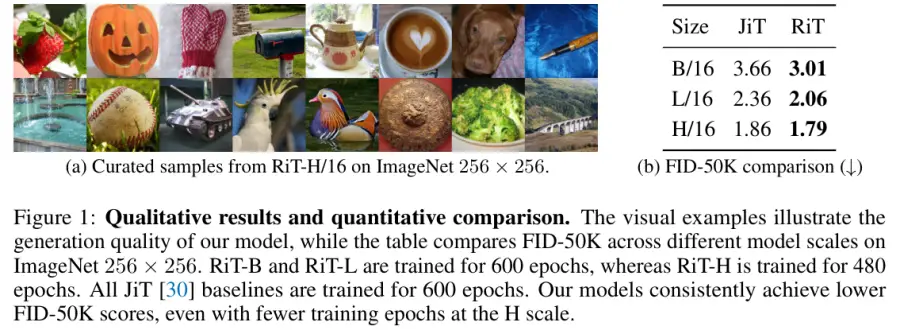 (a) Curated samples from RiT-H/16 on ImageNet 256 × 256.
Size JiT RiT
B/16 3.66 3.01
L/16 2.36 2.06
H/16 1.86 1.79
(b) FID-50K comparison (↓)
Figure 1: Qualitative results and quantitative comparison. The visual examples illustrate the
generation quality of our model, while the table compares FID-50K across different model scales on
ImageNet 256 × 256. RiT-B and RiT-L are trained for 600 epochs, whereas RiT-H is trained for 480
epochs. All JiT [30] baselines are trained for 600 epochs. Our models consistently achieve lower
FID-50K scores, even with fewer training epochs at the H scale.